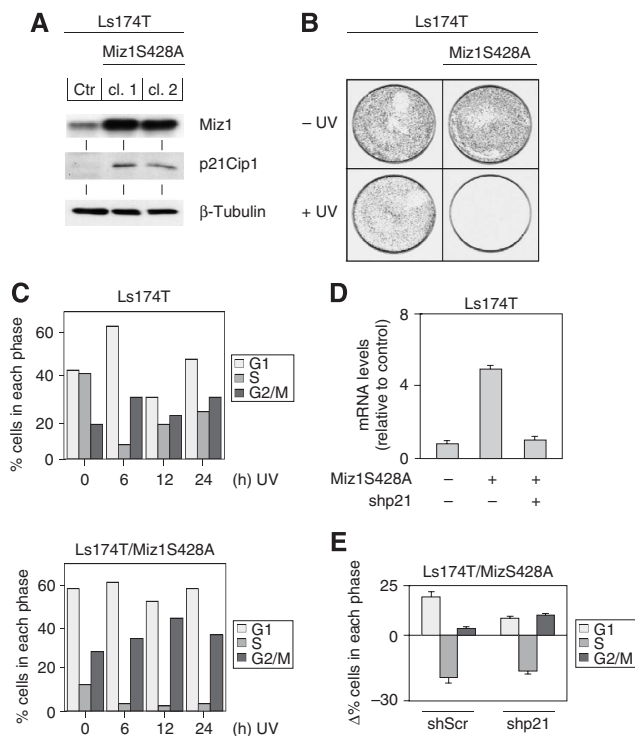 A
Ls174T
Miz1S428A
Ctr cl. 1 cl. 2
Miz1
p21Cip1
β-Tubulin
B
Ls174T
Miz1S428A
– UV
+ UV
C
Ls174T
% cells in each phase
60
40
20
0
G1
S
G2/M
0 6 12 24 (h) UV
Ls174T/Miz1S428A
% cells in each phase
60
40
20
0
G1
S
G2/M
0 6 12 24 (h) UV
D
Ls174T
mRNA levels
(relative to control)
8
4
0
Miz1S428A – + +
shp21 – – +
E
Ls174T/MizS428A
Δ% cells in each phase
25
0
–30
G1
S
G2/M
shScr shp21